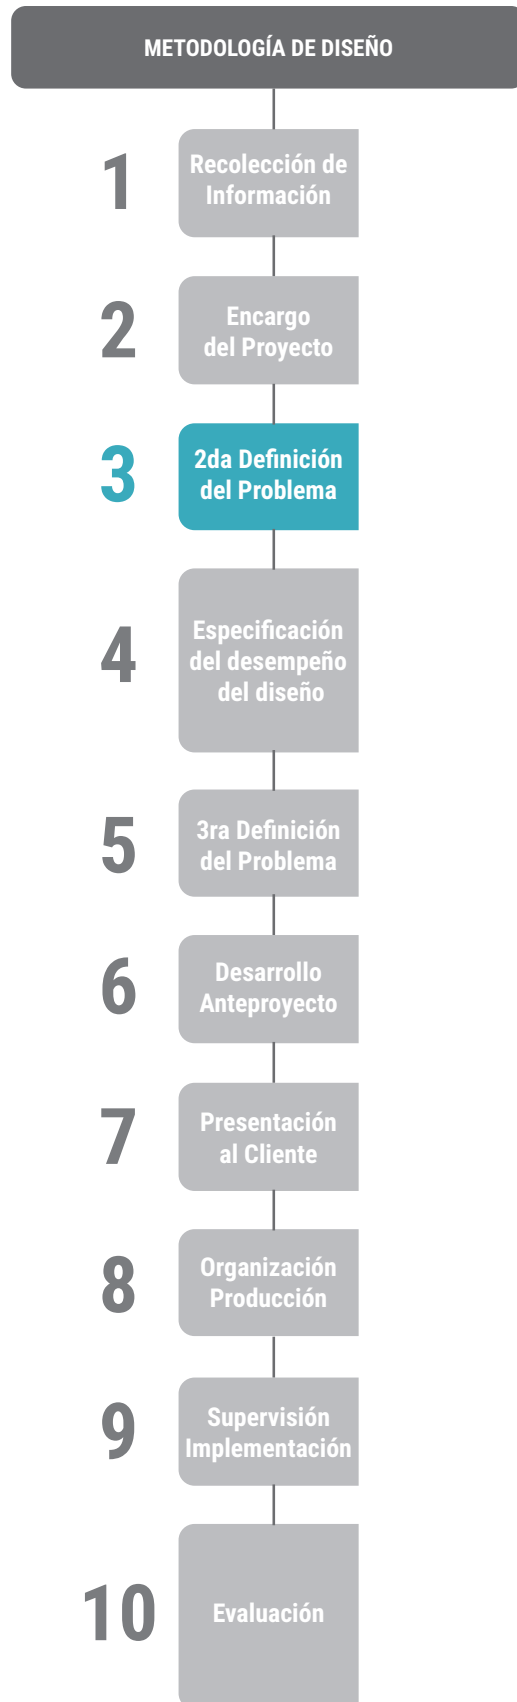 METODOLOGÍA DE DISEÑO
1
Recolección de
Información
2
Encargo
del Proyecto
3
2da Definición
del Problema
4
Especificación
del desempeño
del diseño
5
3ra Definición
del Problema
6
Desarrollo
Anteproyecto
7
Presentación
al Cliente
8
Organización
Producción
9
Supervisión
Implementación
10
Evaluación